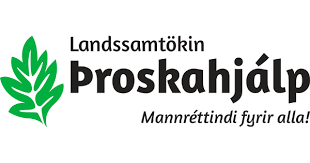 Landssamtökin
Þroskahjálp
Mannréttindi fyrir alla!